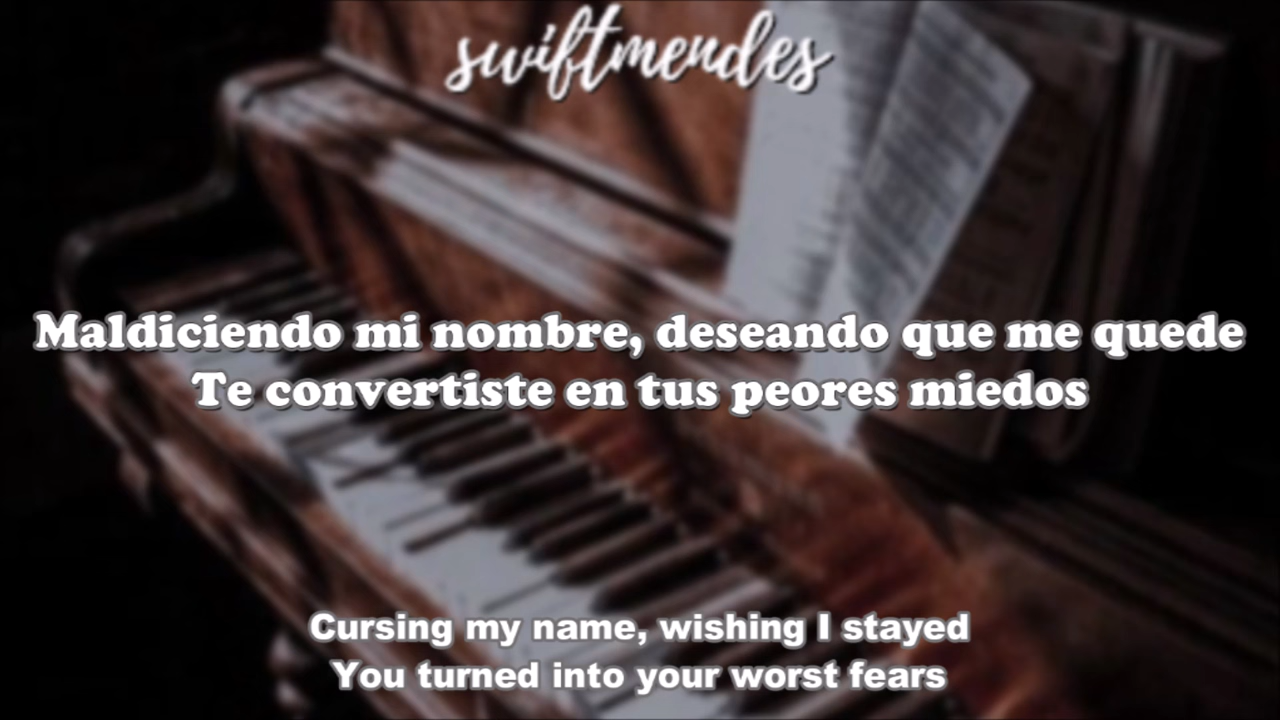 swiftmendes
Maldiciendo mi nombre, deseando que me quede
Te convertiste en tus peores miedos
Cursing my name, wishing I stayed
You turned into your worst fears